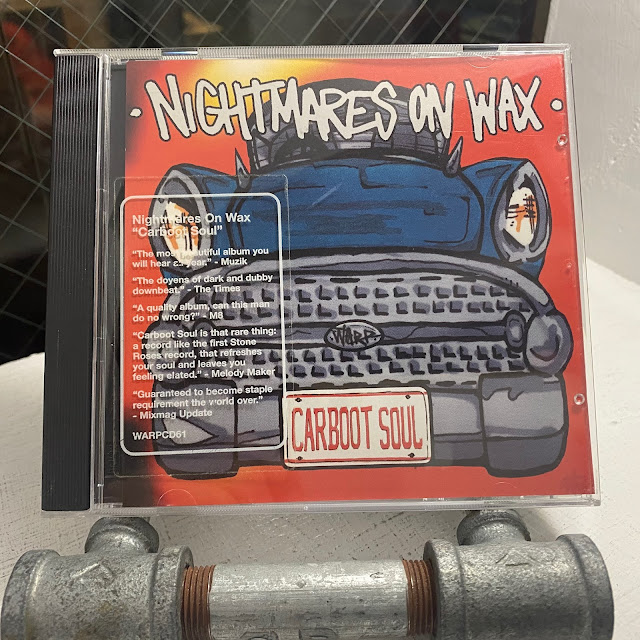 • NIGHTMARES ON WAX •
Nightmares On Wax
"Carboot Soul"
"The most beautiful album you
will hear all year." - Muzik
"The doyens of dark and dubby
downbeat." - The Times
"A quality album, can this man
do no wrong?" - M8
"Carboot Soul is that rare thing:
a record like the first Stone
Roses record, that refreshes
your soul and leaves you
feeling elated." - Melody Maker
"Guaranteed to become staple
requirement the world over."
- Mixmag Update
WARPCD61
WARP
CARBOOT SOUL